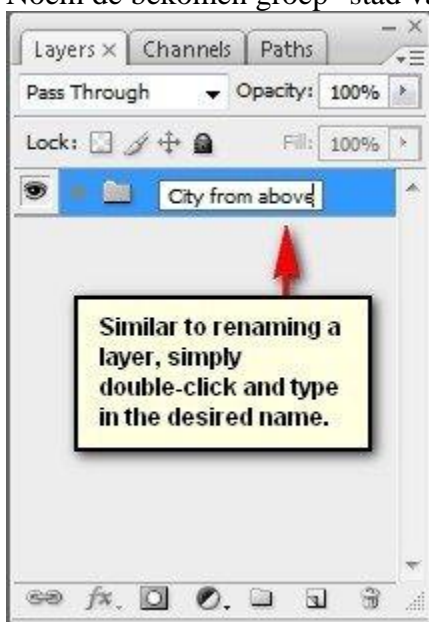 Noem de bekomen groep "stad va
Layers × Channels Paths
Pass Through Opacity: 100%
Lock: Fill: 100%
City from above
Similar to renaming a
layer, simply
double-click and type
in the desired name.
fx.